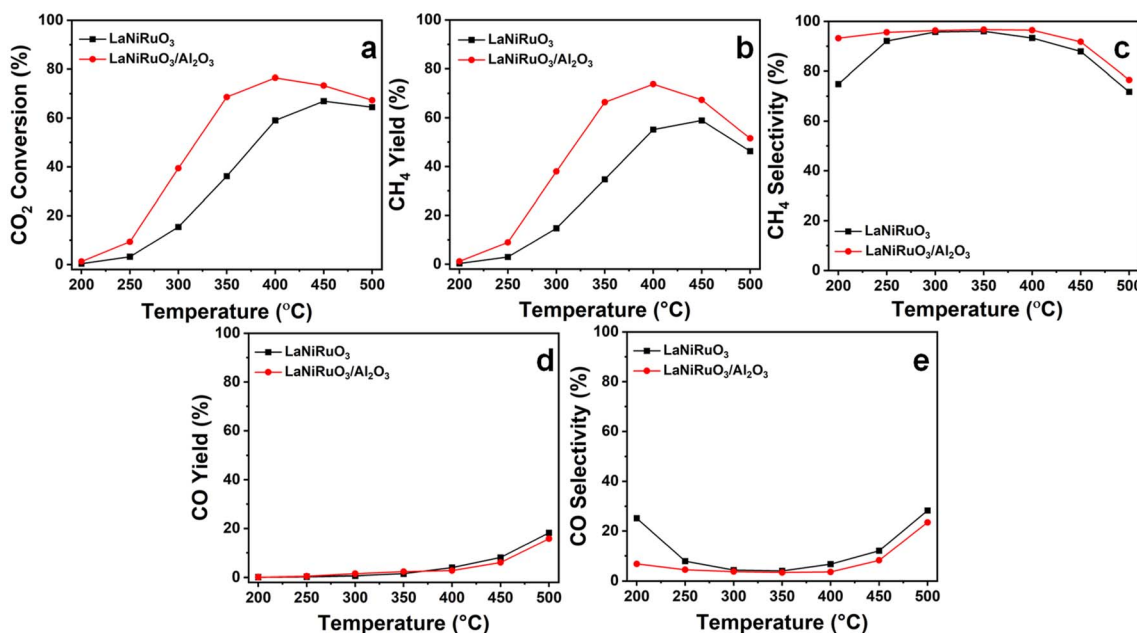 a
LaNiRuO₃
LaNiRuO₃/Al₂O₃
CO₂ Conversion (%)
100
80
60
40
20
0
200 250 300 350 400 450 500
Temperature (°C)
b
LaNiRuO₃
LaNiRuO₃/Al₂O₃
CH₄ Yield (%)
100
80
60
40
20
0
200 250 300 350 400 450 500
Temperature (°C)
c
LaNiRuO₃
LaNiRuO₃/Al₂O₃
CH₄ Selectivity (%)
100
80
60
40
20
0
200 250 300 350 400 450 500
Temperature (°C)
d
LaNiRuO₃
LaNiRuO₃/Al₂O₃
CO Yield (%)
100
80
60
40
20
0
200 250 300 350 400 450 500
Temperature (°C)
e
LaNiRuO₃
LaNiRuO₃/Al₂O₃
CO Selectivity (%)
100
80
60
40
20
0
200 250 300 350 400 450 500
Temperature (°C)